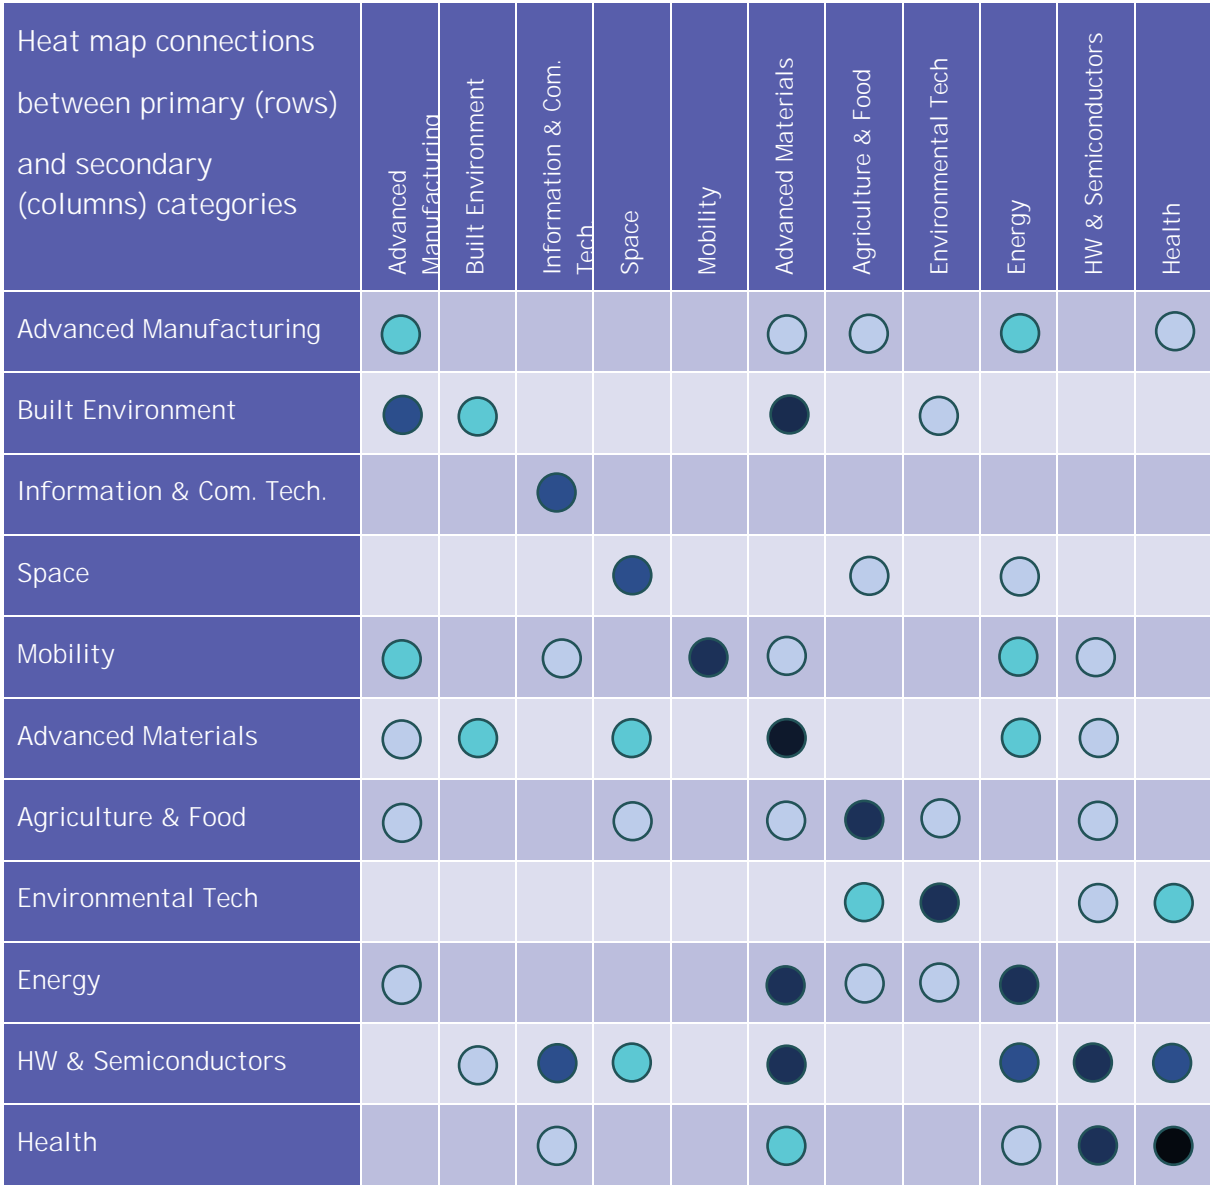 Heat map connections
between primary (rows)
and secondary
(columns) categories
Advanced
Manufacturing
Built Environment
Information & Com.
Tech.
Space
Mobility
Advanced Materials
Agriculture & Food
Environmental Tech
Energy
HW & Semiconductors
Health
Advanced Manufacturing
Built Environment
Information & Com. Tech.
Space
Mobility
Advanced Materials
Agriculture & Food
Environmental Tech
Energy
HW & Semiconductors
Health